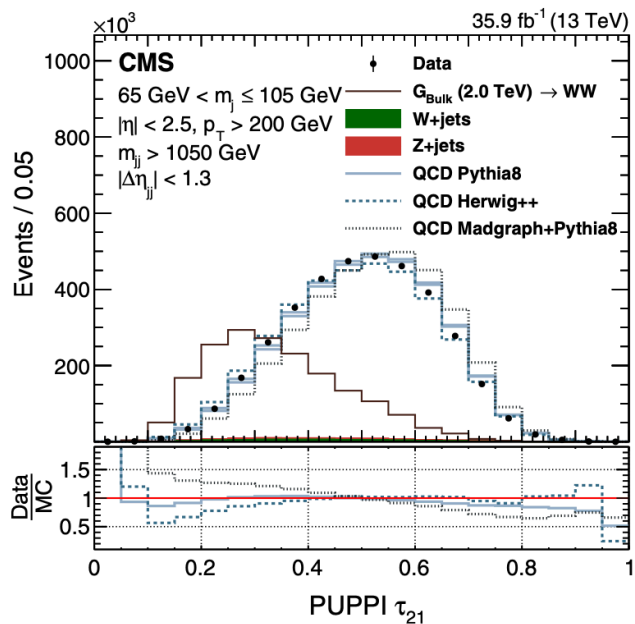 ×10³
35.9 fb⁻¹ (13 TeV)
CMS
65 GeV < m_j ≤ 105 GeV
|η| < 2.5, p_T > 200 GeV
m_jj > 1050 GeV
|Δη_jj| < 1.3
Data
G_Bulk (2.0 TeV) → WW
W+jets
Z+jets
QCD Pythia8
QCD Herwig++
QCD Madgraph+Pythia8
Events / 0.05
1000
800
600
400
200
Data
MC
1.5
1
0.5
0
0.2
0.4
0.6
0.8
1
PUPPI τ₂₁